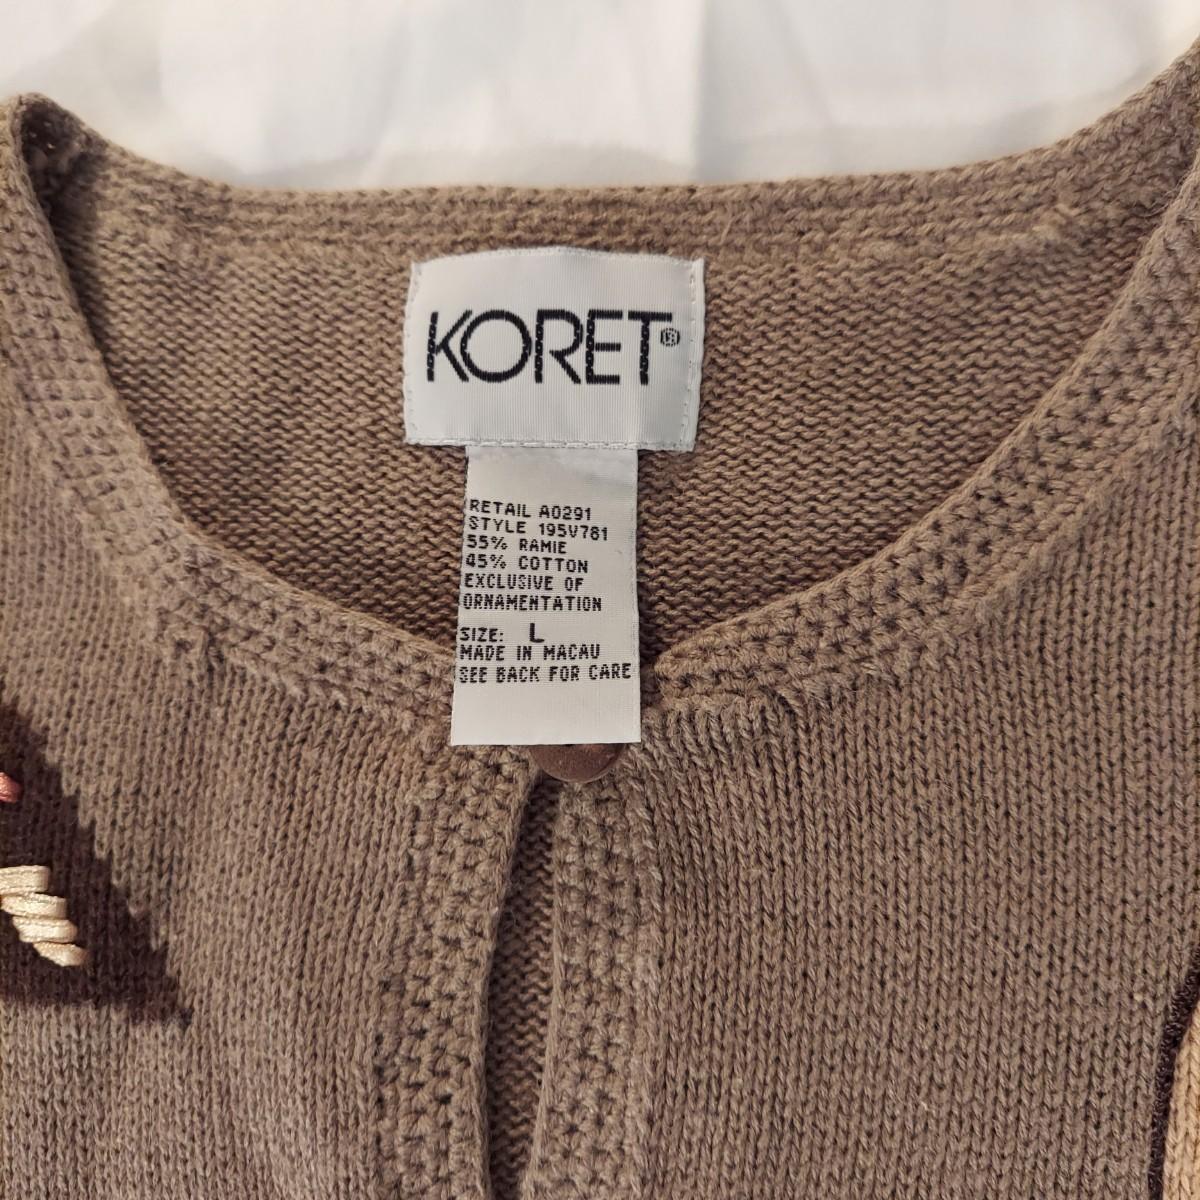 KORET®
RETAIL A0291
STYLE 195V781
55% RAMIE
45% COTTON
EXCLUSIVE OF
ORNAMENTATION
SIZE: L
MADE IN MACAU
SEE BACK FOR CARE